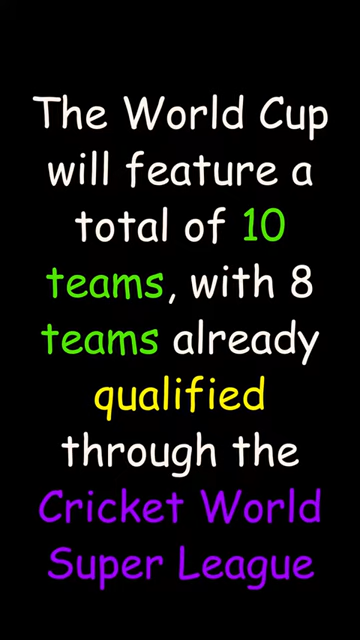 The World Cup
will feature a
total of 10
teams, with 8
teams already
qualified
through the
Cricket World
Super League